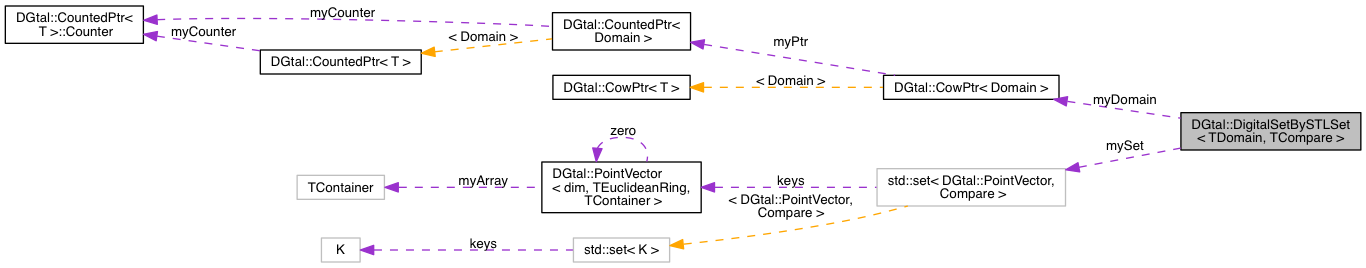 DGtal::CountedPtr<
T >::Counter
myCounter
myCounter
DGtal::CountedPtr< T >
< Domain >
DGtal::CountedPtr<
Domain >
myPtr
DGtal::CowPtr< T >
< Domain >
DGtal::CowPtr< Domain >
myDomain
DGtal::DigitalSetBySTLSet
< TDomain, TCompare >
mySet
zero
TContainer
myArray
DGtal::PointVector
< dim, TEuclideanRing,
TContainer >
keys
std::set< DGtal::PointVector,
Compare >
< DGtal::PointVector,
Compare >
K
keys
std::set< K >